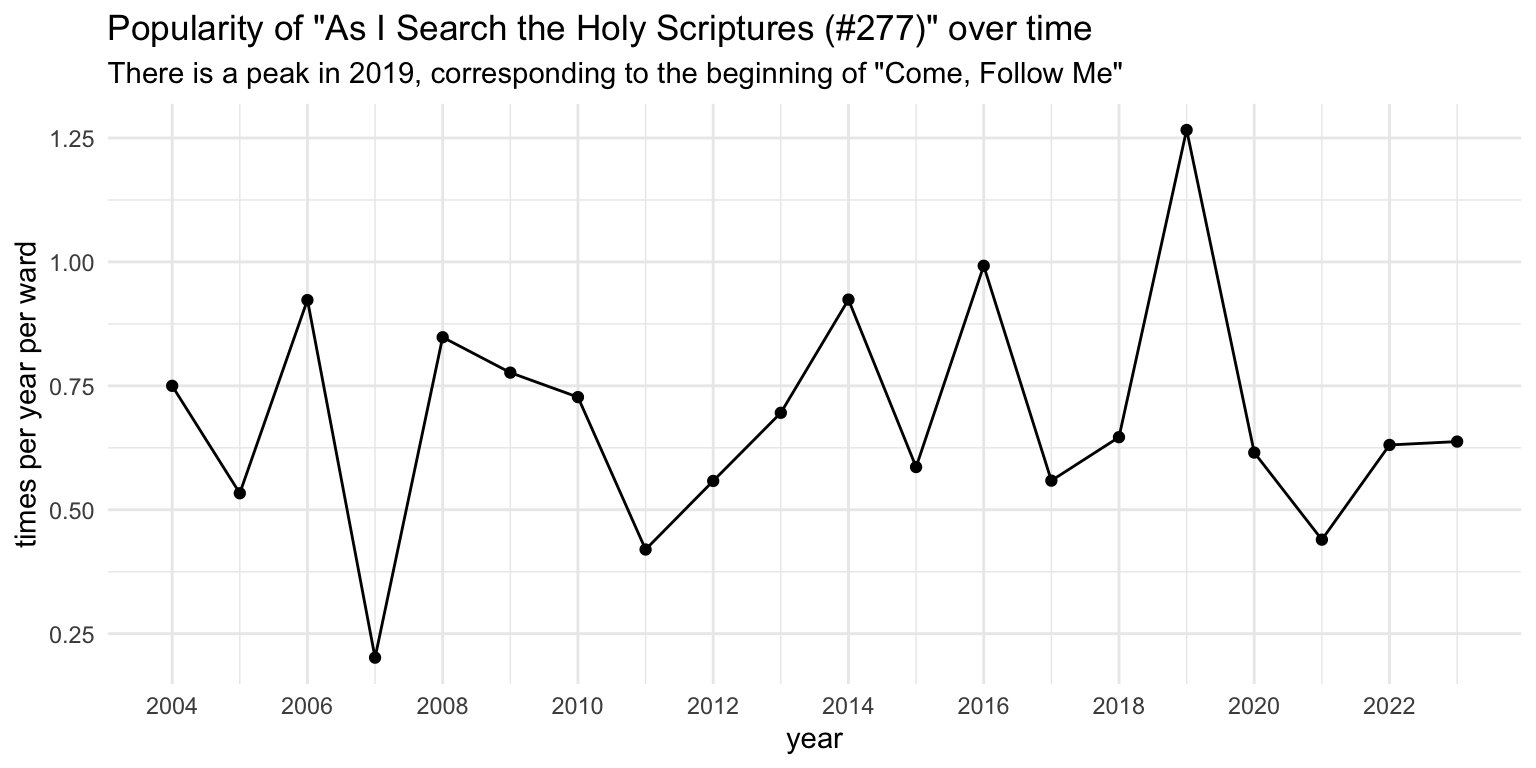 Popularity of "As I Search the Holy Scriptures (#277)" over time
There is a peak in 2019, corresponding to the beginning of "Come, Follow Me"
times per year per ward
1.25
1.00
0.75
0.50
0.25
2004 2006 2008 2010 2012 2014 2016 2018 2020 2022
year